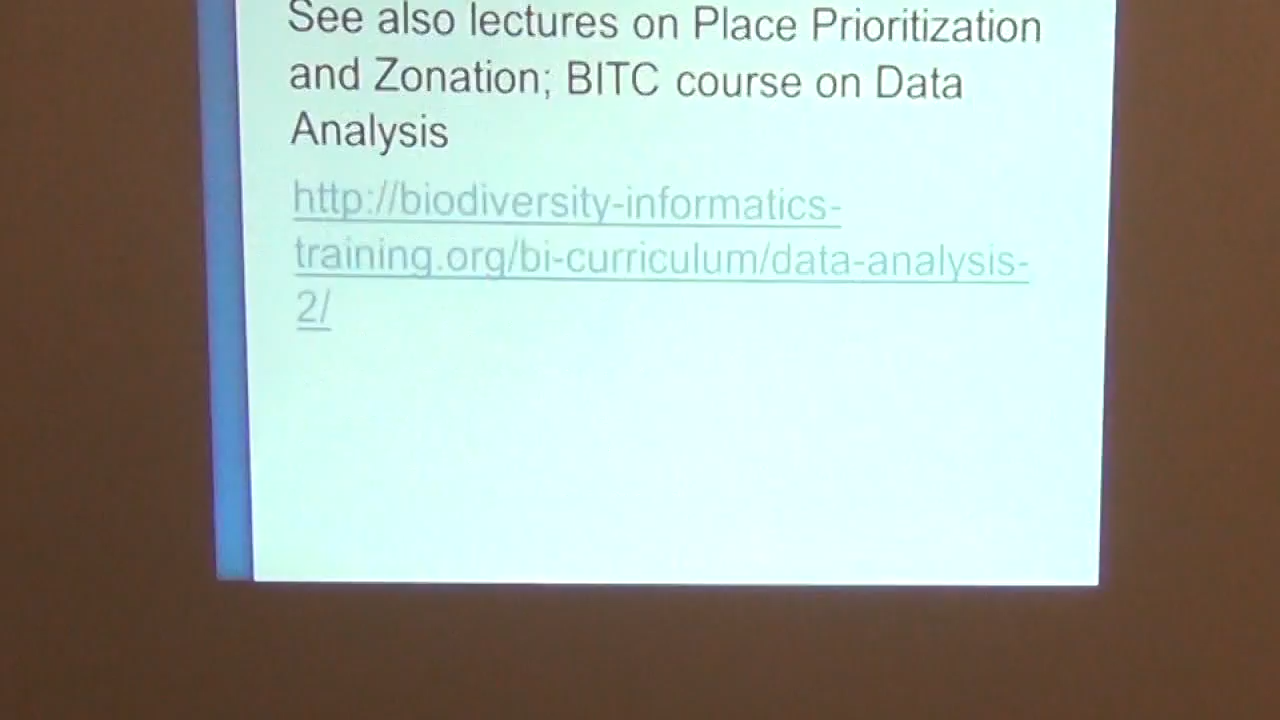 See also lectures on Place Prioritization
and Zonation; BITC course on Data
Analysis
http://biodiversity-informatics-
training.org/bi-curriculum/data-analysis-
2/